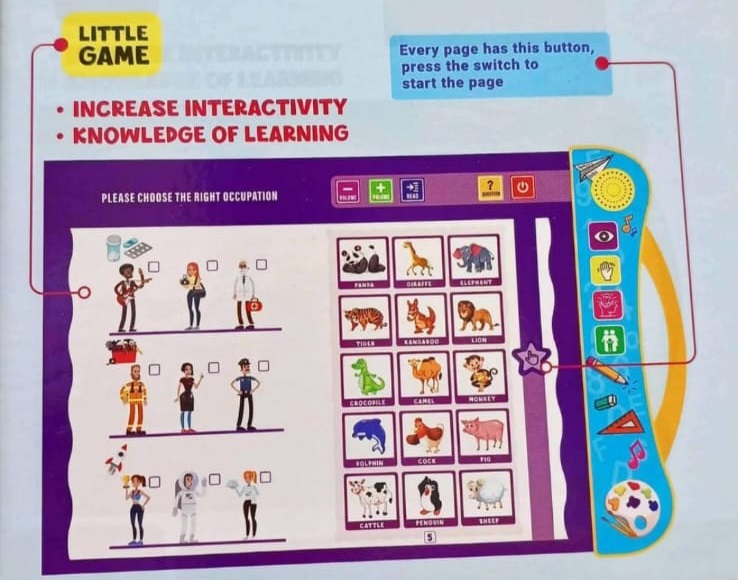 LITTLE
GAME
Every page has this button,
press the switch to
start the page
• INCREASE INTERACTIVITY
• KNOWLEDGE OF LEARNING
PLEASE CHOOSE THE RIGHT OCCUPATION
VOLUME
VOLUME
READ
?
QUESTION
PANDA
GIRAFFE
ELEPHANT
TIGER
KANGAROO
LION
CROCODILE
CAMEL
MONKEY
DOLPHIN
COCK
PIG
CATTLE
PENGUIN
SHEEP
5